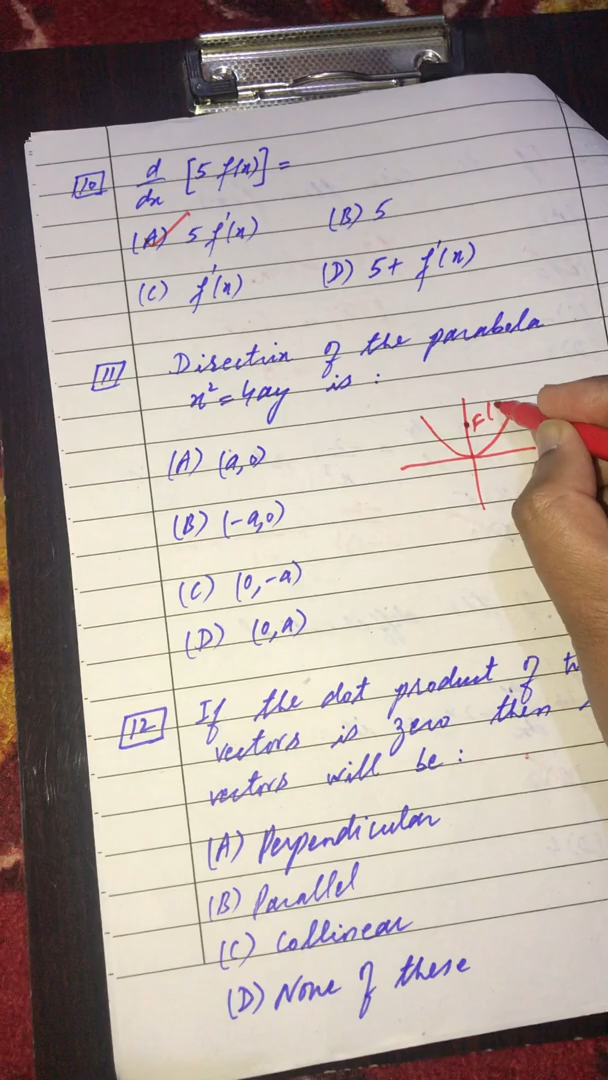 10 d/dx [5 f(x)] =
(A) 5 f'(x) (B) 5
(C) f'(x) (D) 5 + f'(x)
11 Directrix of the parabola
x² = 4ay is :
F(
(A) (a,0)
(B) (-a,0)
(C) (0,-a)
(D) (0,a)
12 If the dot product of
vectors is zero then
vectors will be :
(A) Perpendicular
(B) Parallel
(C) Collinear
(D) None of these